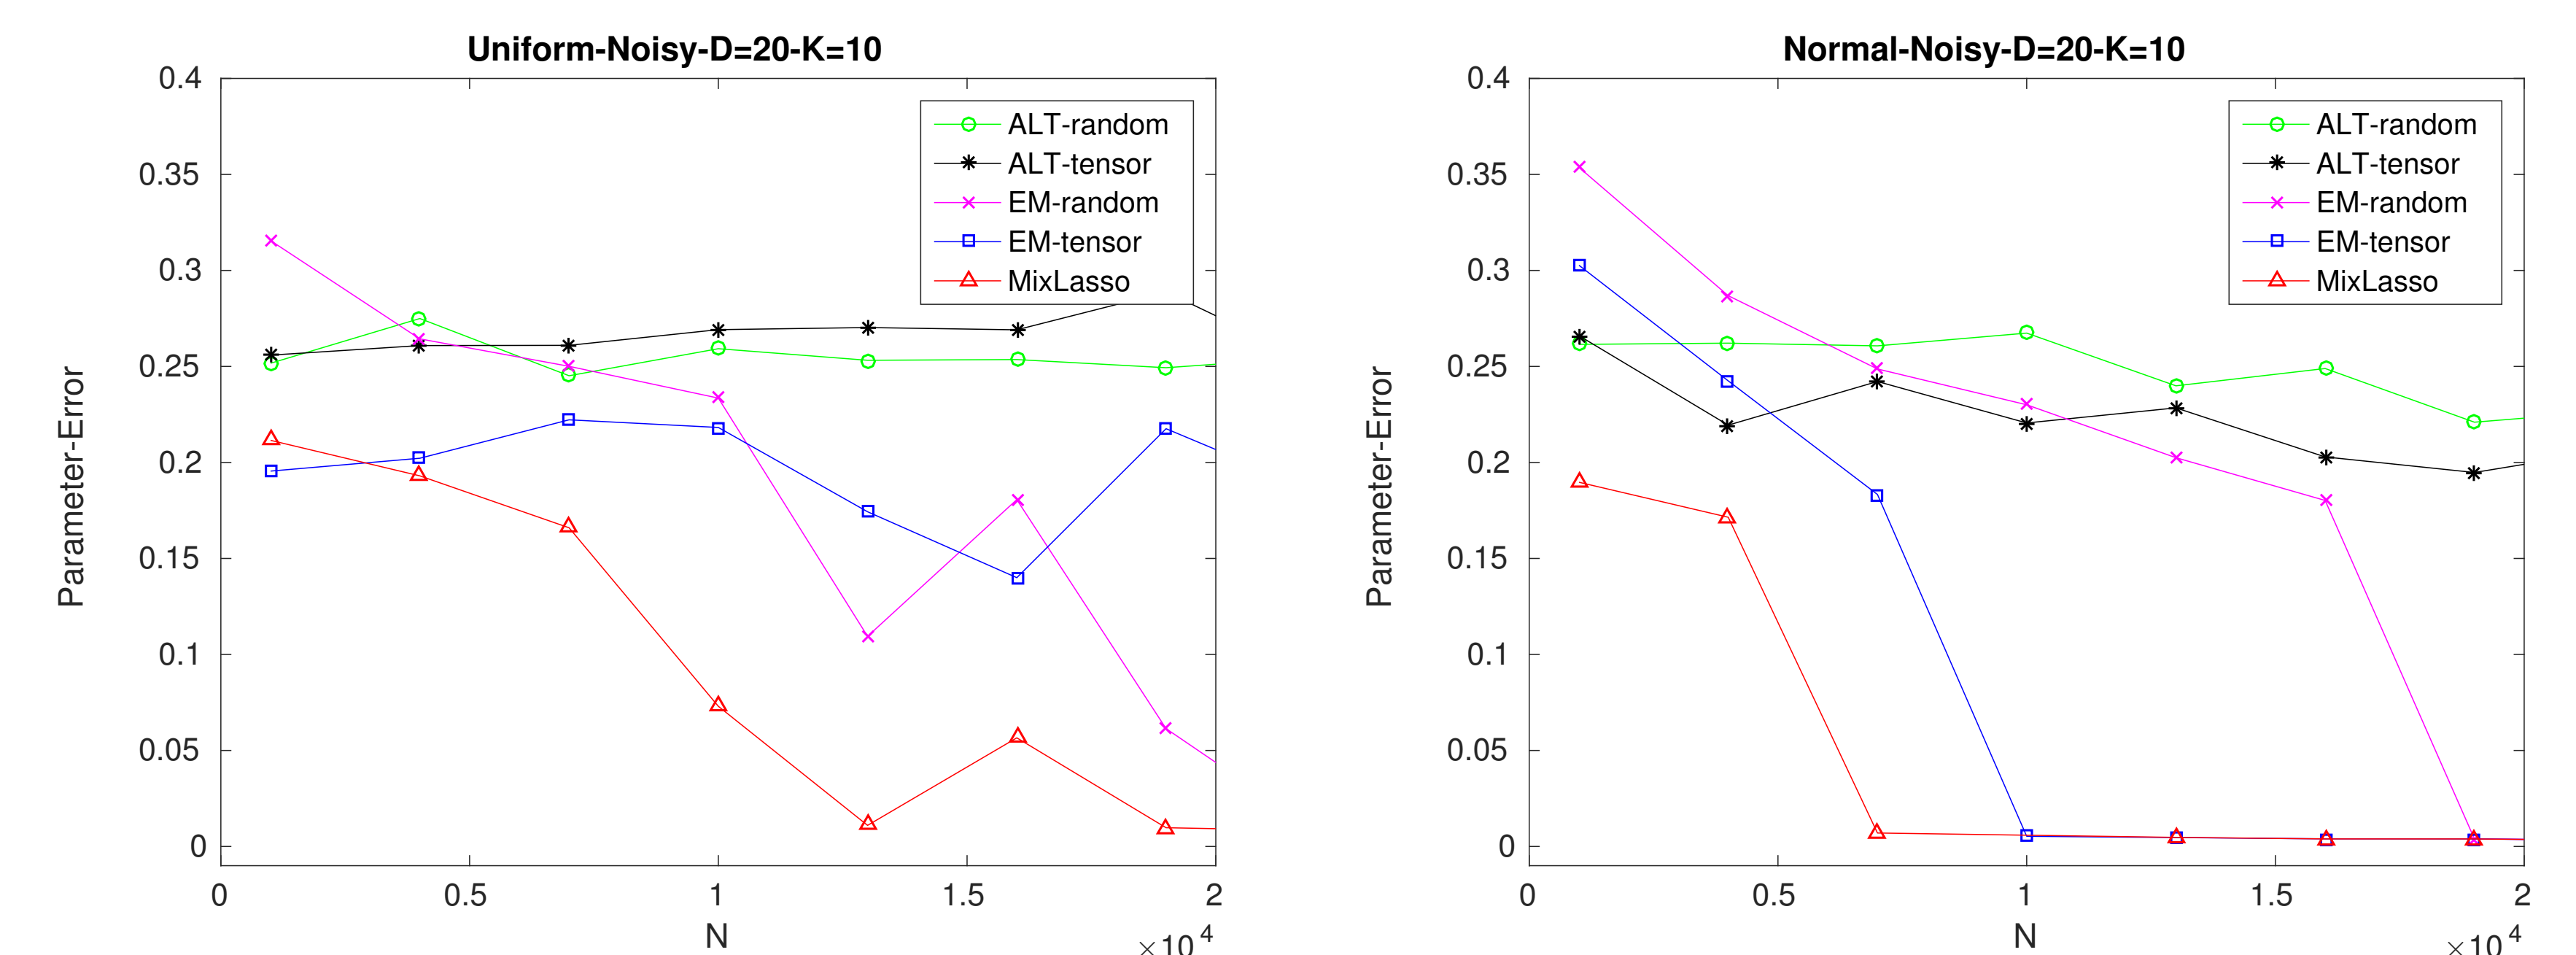 Uniform-Noisy-D=20-K=10
0.4
0.35
0.3
0.25
0.2
0.15
0.1
0.05
0
Parameter-Error
0
0.5
1
1.5
2
N
×10⁴
ALT-random
ALT-tensor
EM-random
EM-tensor
MixLasso
Normal-Noisy-D=20-K=10
0.4
0.35
0.3
0.25
0.2
0.15
0.1
0.05
0
Parameter-Error
0
0.5
1
1.5
2
N
×10⁴
ALT-random
ALT-tensor
EM-random
EM-tensor
MixLasso